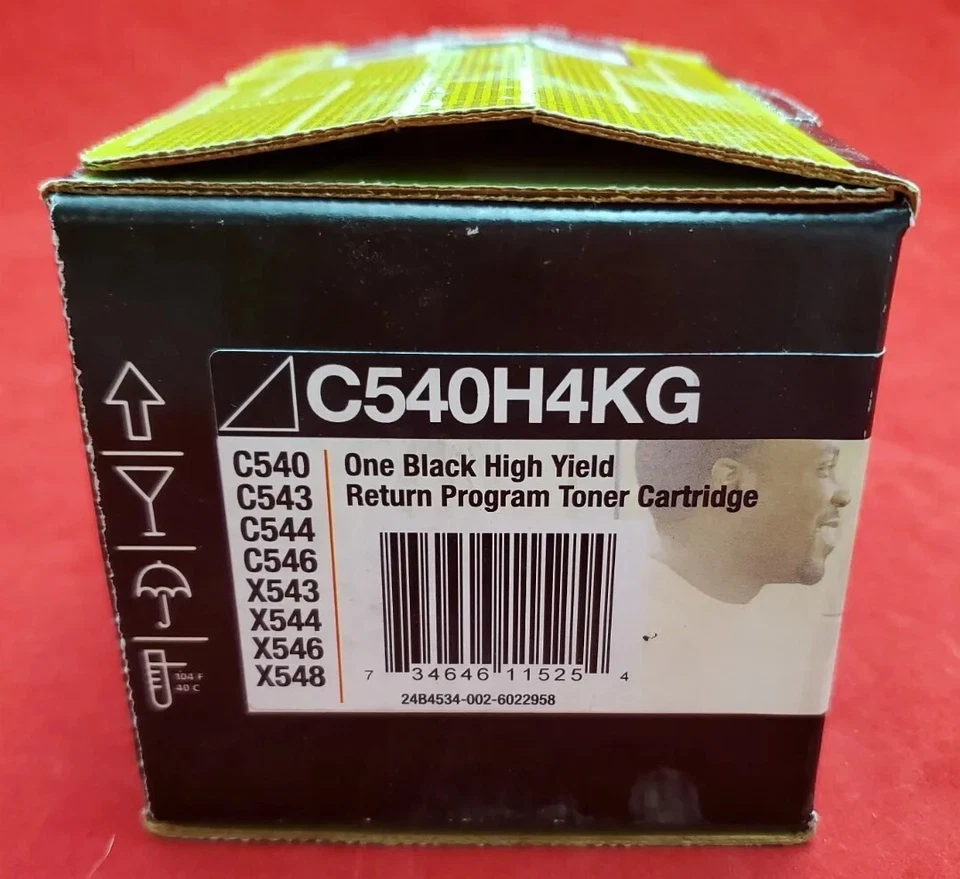 C540H4KG
C540
C543
C544
C546
X543
X544
X546
X548
One Black High Yield
Return Program Toner Cartridge
7 34646 11525 4
24B4534-002-6022958
104 F
40 C